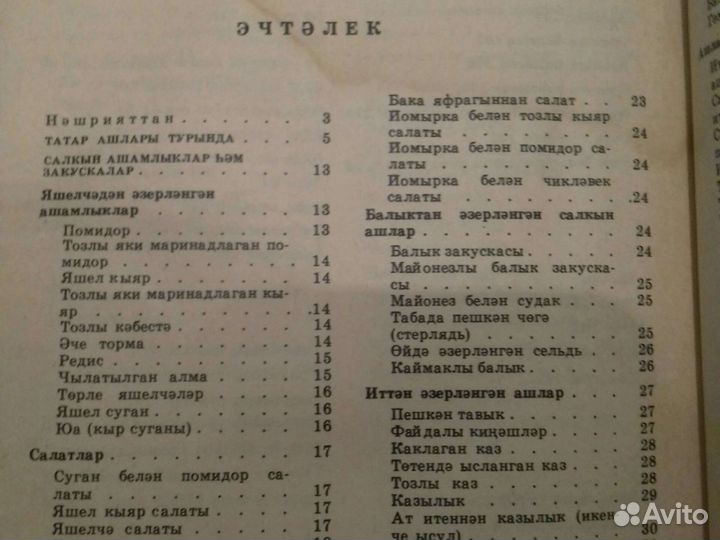 ЭЧТӘЛЕК
Нәшрияттан . . . . . . 3
ТАТАР АШЛАРЫ ТУРЫНДА . . . 5
САЛКЫН АШАМЛЫКЛАР ҺӘМ
ЗАКУСКАЛАР . . . . . . . 13
Яшелчәдән әзерләнгән
ашамлыклар . . . . . . . 13
Помидор . . . . . . . 13
Тозлы яки маринадлаган по-
мидор . . . . . . . . 14
Яшел кыяр . . . . . . 14
Тозлы яки маринадлаган кы-
яр . . . . . . . . . .14
Тозлы кәбестә . . . . . 14
Әче торма . . . . . . 14
Редис . . . . . . . . 15
Чылатылган алма . . . . 15
Төрле яшелчәләр . . . . 16
Яшел суган . . . . . . 16
Юа (кыр суганы) . . . . . 16
Салатлар . . . . . . . . 17
Суган белән помидор са-
латы . . . . . . . . 17
Яшел кыяр салаты . . . . 17
Яшелчә салаты . . . . . 17
Бака яфрагыннан салат . . 23
Йомырка белән тозлы кыяр
салаты . . . . . . . . 24
Йомырка белән помидор са-
латы . . . . . . . . 24
Йомырка белән чикләвек
салаты . . . . . . . .24
Балыктан әзерләнгән салкын
ашлар . . . . . . . . . 24
Балык закускасы . . . . 24
Майонезлы балык закуска-
сы . . . . . . . . . 25
Майонез белән судак . . . 25
Табада пешкән чөгә
(стерлядь) . . . . . . 25
Өйдә әзерләнгән сельдь . . 26
Каймаклы балык . . . . . 26
Иттән әзерләнгән ашлар . . . 27
Пешкән тавык . . . . . 27
Файдалы киңәшләр . . . . 27
Каклаган каз . . . . . . 28
Төтендә ысланган каз . . . 28
Тозлы каз . . . . . . . 28
Казылык . . . . . . . 29
Ат итеннән казылык (икен-
че ысул) . . . . . . . 30
Avito